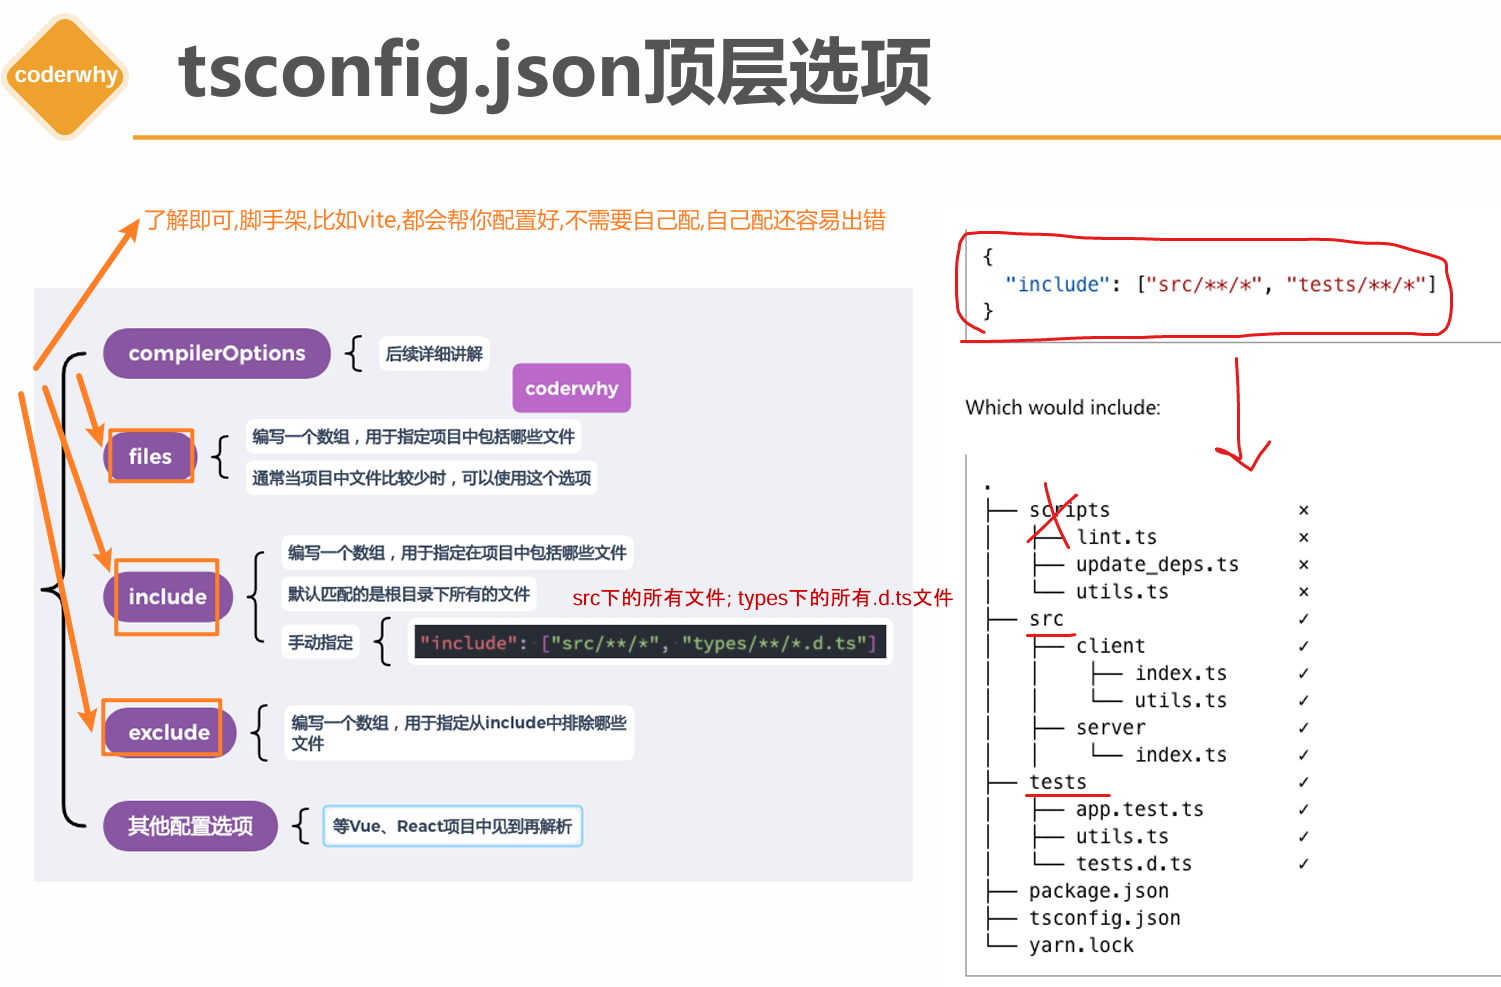 coderwhy
tsconfig.json顶层选项
了解即可,脚手架,比如vite,都会帮你配置好,不需要自己配,自己配还容易出错
compilerOptions
后续详细讲解
coderwhy
files
编写一个数组，用于指定项目中包括哪些文件
通常当项目中文件比较少时，可以使用这个选项
include
编写一个数组，用于指定在项目中包括哪些文件
默认匹配的是根目录下所有的文件
src下的所有文件; types下的所有.d.ts文件
手动指定
"include": ["src/**/*", "types/**/*.d.ts"]
exclude
编写一个数组，用于指定从include中排除哪些
文件
其他配置选项
等Vue、React项目中见到再解析
{
"include": ["src/**/*", "tests/**/*"]
}
Which would include:
.
├── scripts ×
│ ├── lint.ts ×
│ ├── update_deps.ts ×
│ └── utils.ts ×
├── src ✓
│ ├── client ✓
│ │ ├── index.ts ✓
│ │ └── utils.ts ✓
│ ├── server ✓
│ │ └── index.ts ✓
├── tests ✓
│ ├── app.test.ts ✓
│ ├── utils.ts ✓
│ └── tests.d.ts ✓
├── package.json
├── tsconfig.json
└── yarn.lock